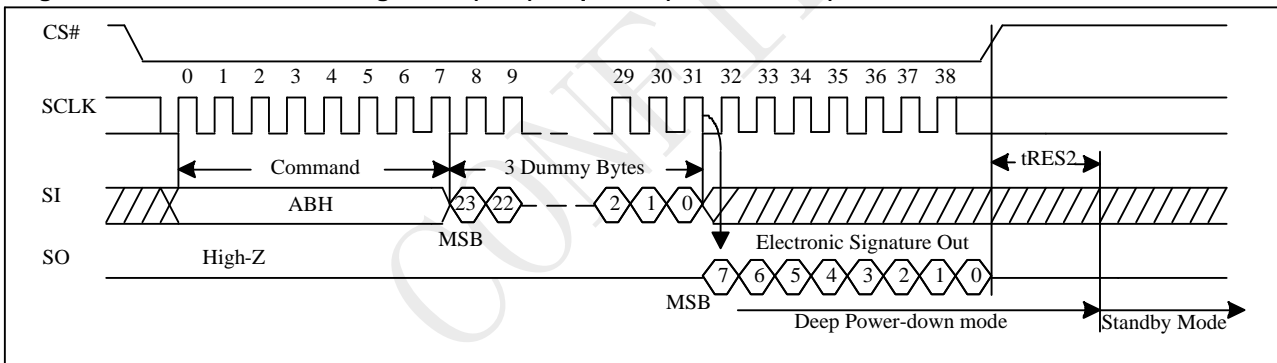 CS#
0 1 2 3 4 5 6 7 8 9 29 30 31 32 33 34 35 36 37 38
SCLK
Command 3 Dummy Bytes tRES2
SI
ABH 23 22 2 1 0
MSB
Electronic Signature Out
SO High-Z
7 6 5 4 3 2 1 0
MSB
Deep Power-down mode Standby Mode